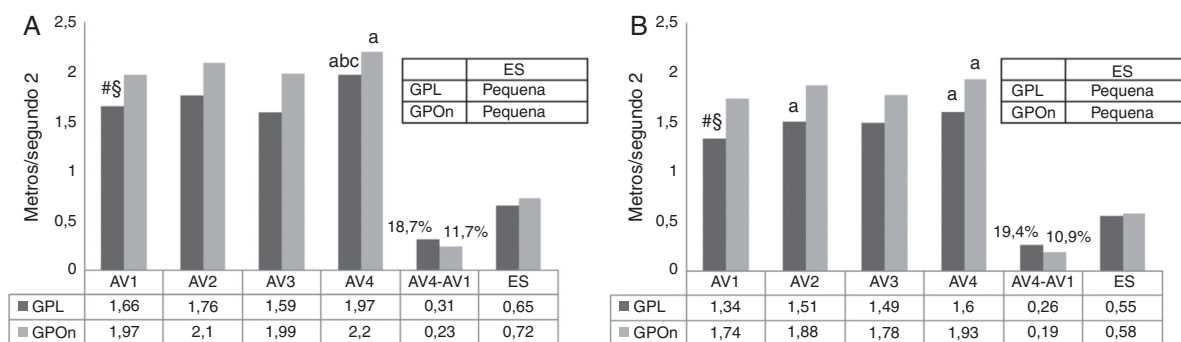 A
Metros/segundo 2
2,5
2
1,5
1
0,5
0
#§
abc
a
18,7%
11,7%
ES
GPL Pequena
GPOn Pequena
AV1 AV2 AV3 AV4 AV4-AV1 ES
GPL 1,66 1,76 1,59 1,97 0,31 0,65
GPOn 1,97 2,1 1,99 2,2 0,23 0,72
B
Metros/segundo 2
2,5
2
1,5
1
0,5
0
#§
a
a
a
19,4%
10,9%
ES
GPL Pequena
GPOn Pequena
AV1 AV2 AV3 AV4 AV4-AV1 ES
GPL 1,34 1,51 1,49 1,6 0,26 0,55
GPOn 1,74 1,88 1,78 1,93 0,19 0,58